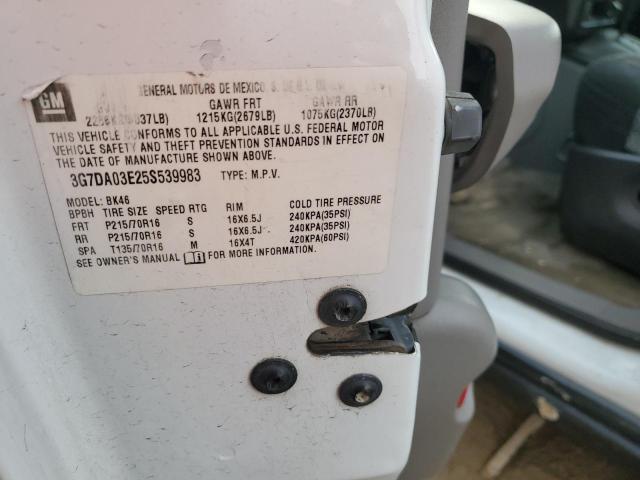 GM
GENERAL MOTORS DE MEXICO
GAWR FRT GAWR RR
1215KG(2679LB) 1075KG(2370LB)
THIS VEHICLE CONFORMS TO ALL APPLICABLE U.S. FEDERAL MOTOR
VEHICLE SAFETY AND THEFT PREVENTION STANDARDS IN EFFECT ON
THE DATE OF MANUFACTURE SHOWN ABOVE.
3G7DA03E25S539983 TYPE: M.P.V.
MODEL: BK46
BPBH TIRE SIZE SPEED RTG RIM COLD TIRE PRESSURE
FRT P215/70R16 S 16X6.5J 240KPA(35PSI)
RR P215/70R16 S 16X6.5J 240KPA(35PSI)
SPA T135/70R16 M 16X4T 420KPA(60PSI)
SEE OWNER'S MANUAL FOR MORE INFORMATION.